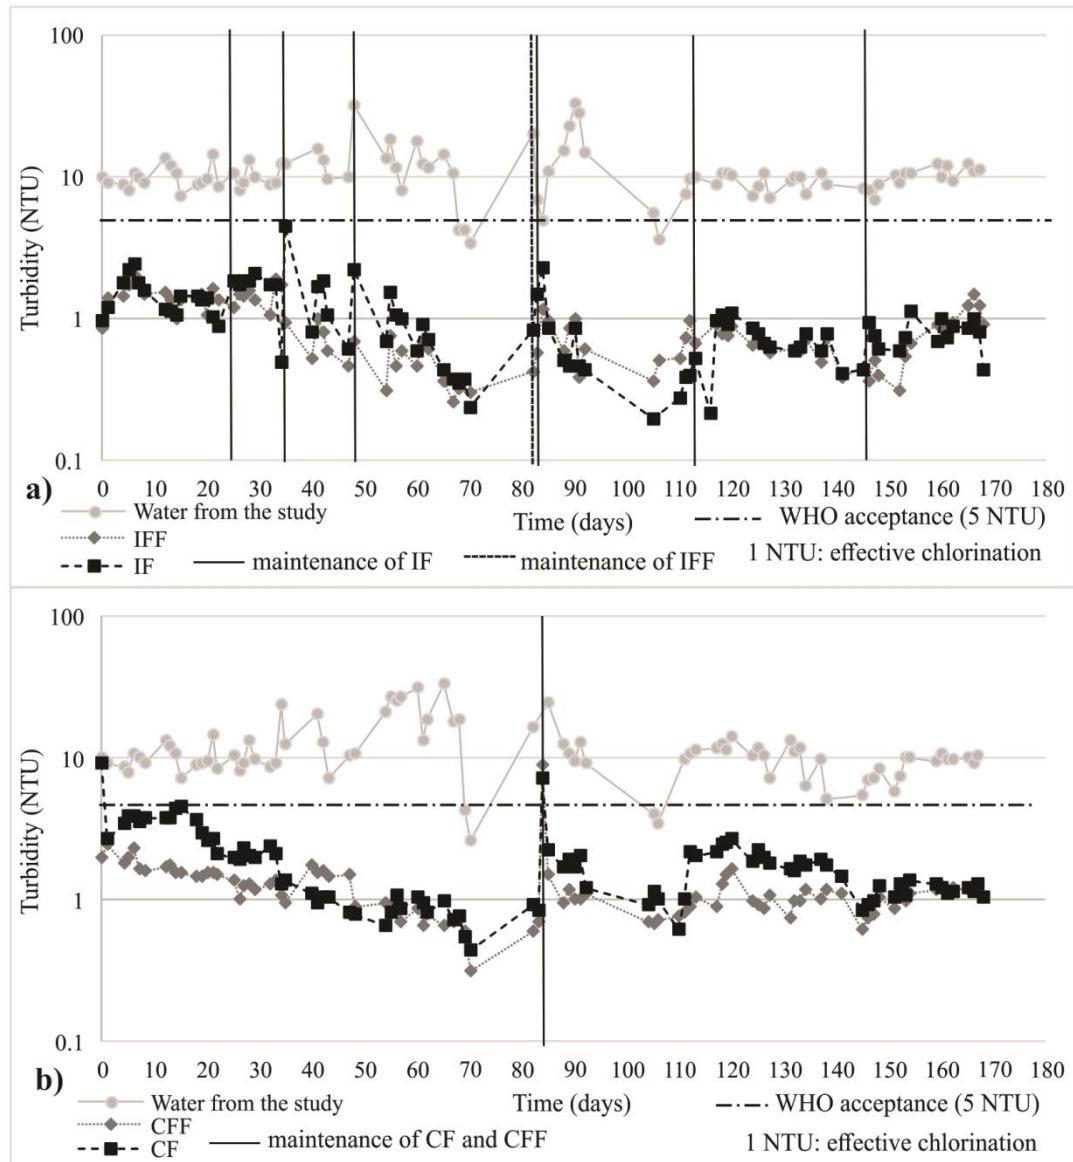 100
10
1
0.1
Turbidity (NTU)
a)
0 10 20 30 40 50 60 70 80 90 100 110 120 130 140 150 160 170 180
Time (days)
Water from the study
IFF
IF
maintenance of IF
maintenance of IFF
WHO acceptance (5 NTU)
1 NTU: effective chlorination
100
10
1
0.1
Turbidity (NTU)
b)
0 10 20 30 40 50 60 70 80 90 100 110 120 130 140 150 160 170 180
Time (days)
Water from the study
CFF
CF
maintenance of CF and CFF
WHO acceptance (5 NTU)
1 NTU: effective chlorination